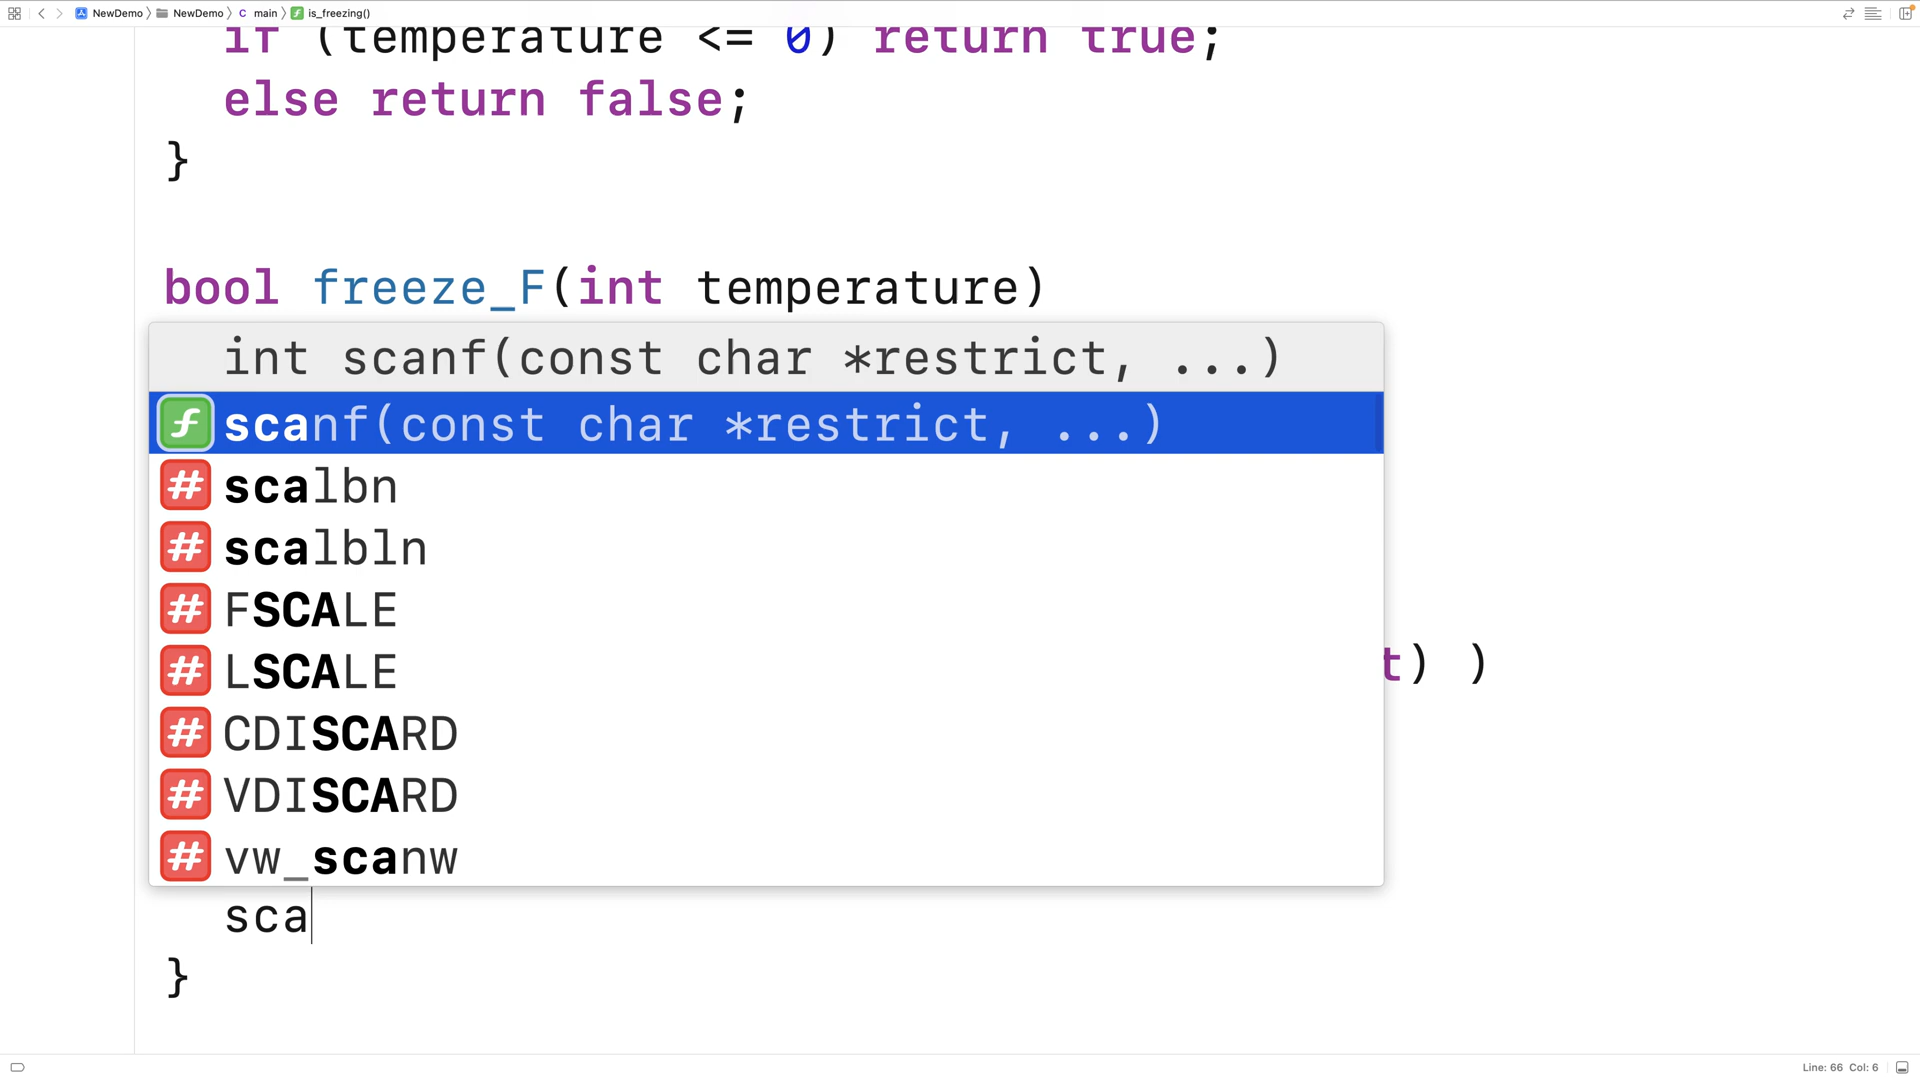 NewDemo NewDemo C main f is_freezing()
if (temperature <= 0) return true;
else return false;
}
bool freeze_F(int temperature)
int scanf(const char *restrict, ...)
f scanf(const char *restrict, ...)
# scalbn
# scalbln
# FSCALE
t) )
# LSCALE
# CDISCARD
# VDISCARD
# vw_scanw
sca
}
Line: 66 Col: 6